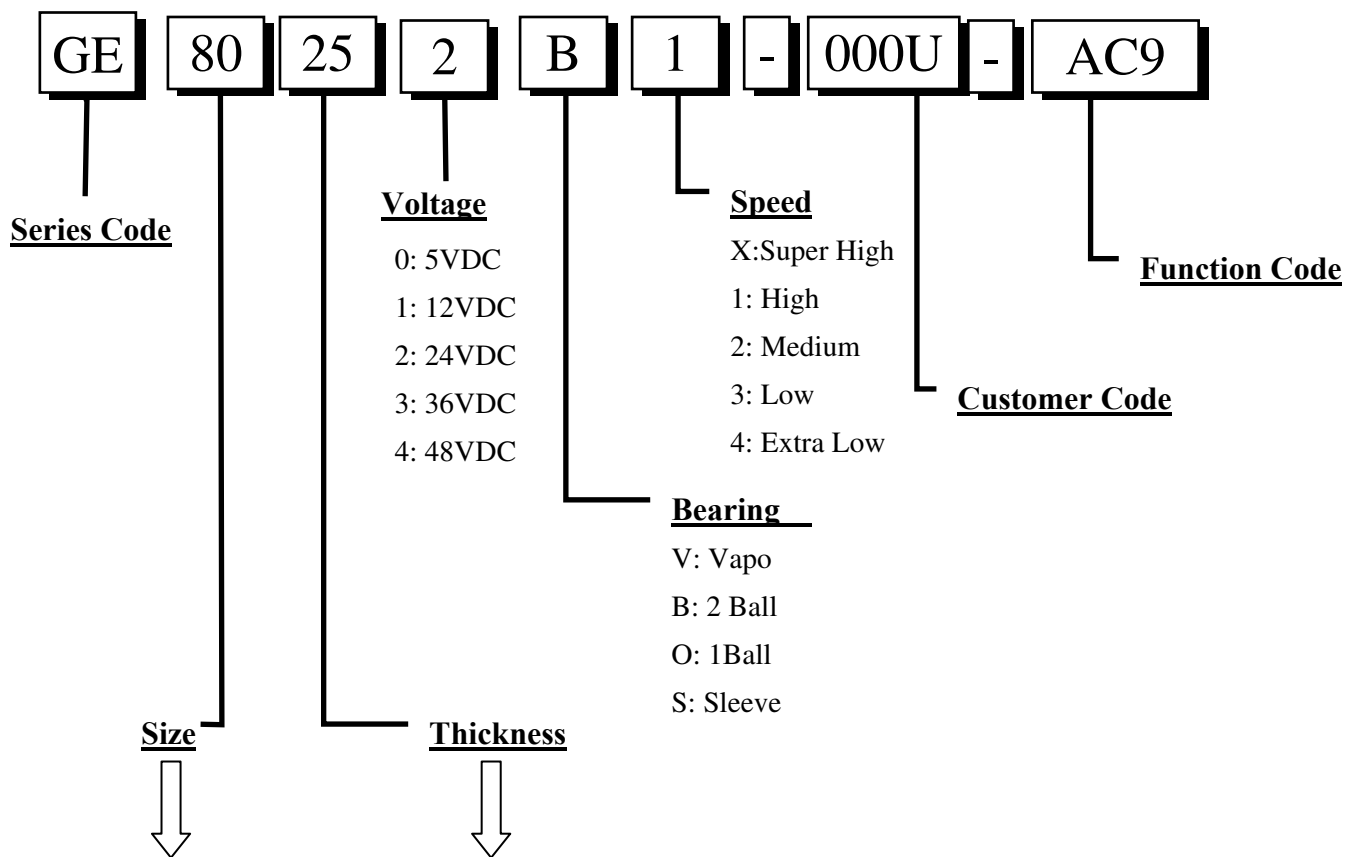 GE 80 25 2 B 1 - 000U - AC9
Series Code
Voltage
0: 5VDC
1: 12VDC
2: 24VDC
3: 36VDC
4: 48VDC
Speed
X:Super High
1: High
2: Medium
3: Low
4: Extra Low
Function Code
Customer Code
Bearing
V: Vapo
B: 2 Ball
O: 1Ball
S: Sleeve
Size
Thickness